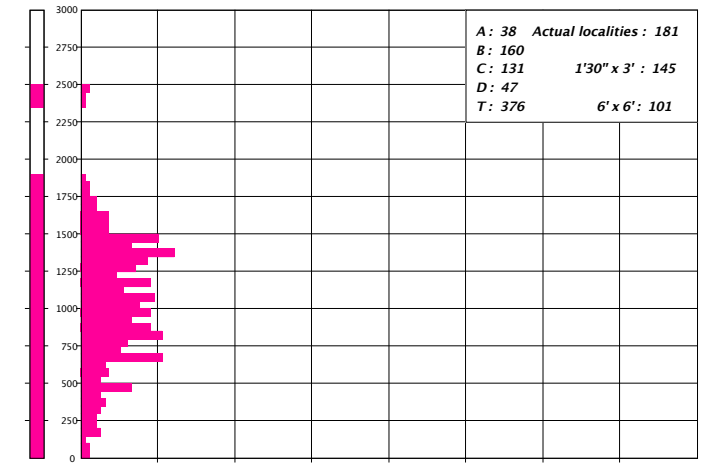 3000
A : 38 Actual localities : 181
2750
B : 160
C : 131 1'30" x 3' : 145
2500
D : 47
T : 376 6' x 6' : 101
2250
2000
1750
1500
1250
1000
750
500
250
0